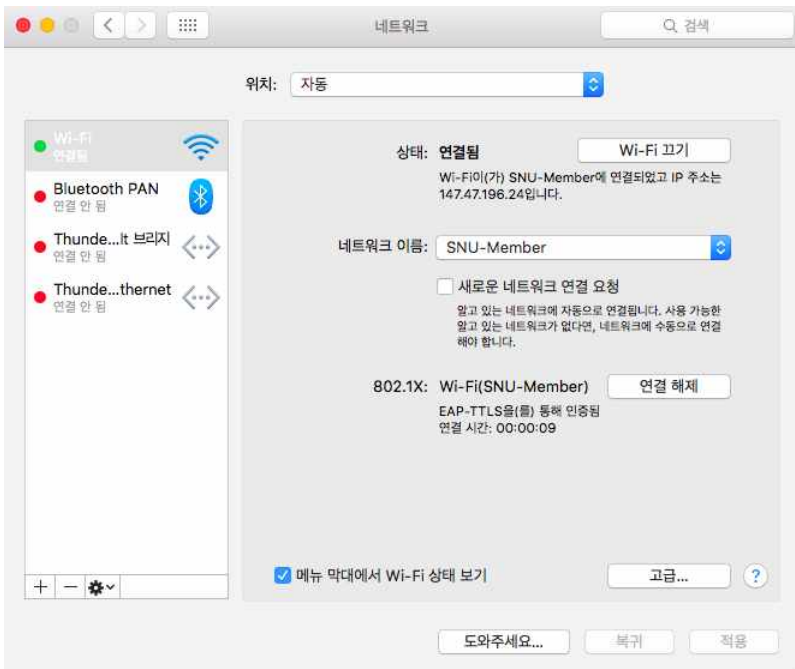 네트워크
검색
위치: 자동
Wi-Fi
연결됨
Bluetooth PAN
연결 안 됨
Thunde...lt 브리지
연결 안 됨
Thunde...thernet
연결 안 됨
상태: 연결됨
Wi-Fi 끄기
Wi-Fi이(가) SNU-Member에 연결되었고 IP 주소는
147.47.196.24입니다.
네트워크 이름: SNU-Member
새로운 네트워크 연결 요청
알고 있는 네트워크에 자동으로 연결됩니다. 사용 가능한
알고 있는 네트워크가 없다면, 네트워크에 수동으로 연결
해야 합니다.
802.1X: Wi-Fi(SNU-Member)
연결 해제
EAP-TTLS을(를) 통해 인증됨
연결 시간: 00:00:09
메뉴 막대에서 Wi-Fi 상태 보기
고급...
?
도와주세요...
복귀
적용